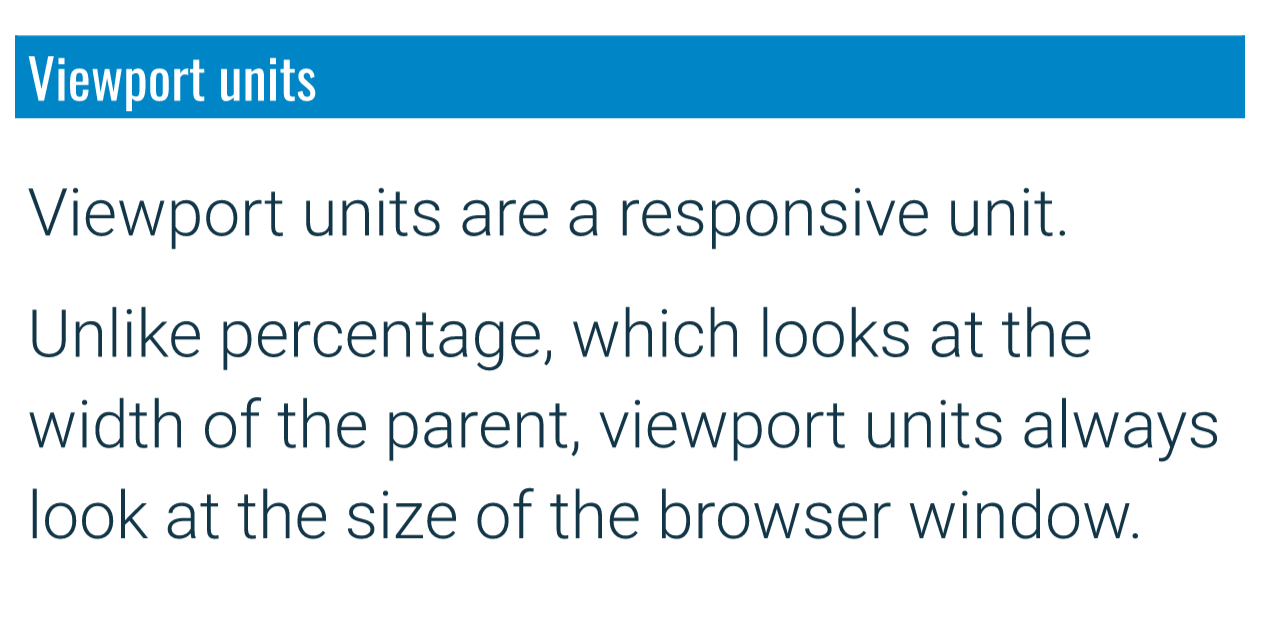 Viewport units
Viewport units are a responsive unit.
Unlike percentage, which looks at the
width of the parent, viewport units always
look at the size of the browser window.